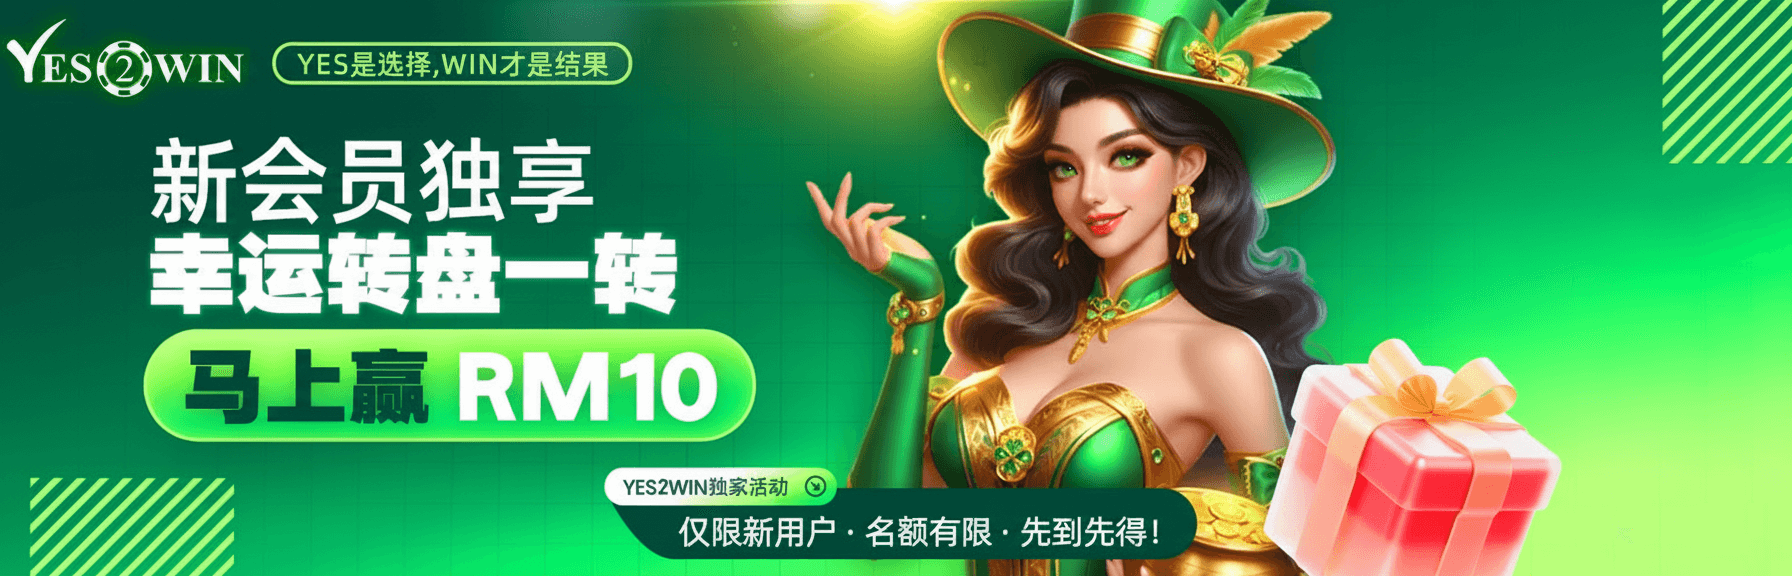 YES2WIN
YES是选择,WIN才是结果
新会员独享
幸运转盘一转
马上赢 RM10
YES2WIN独家活动
仅限新用户 · 名额有限 · 先到先得!